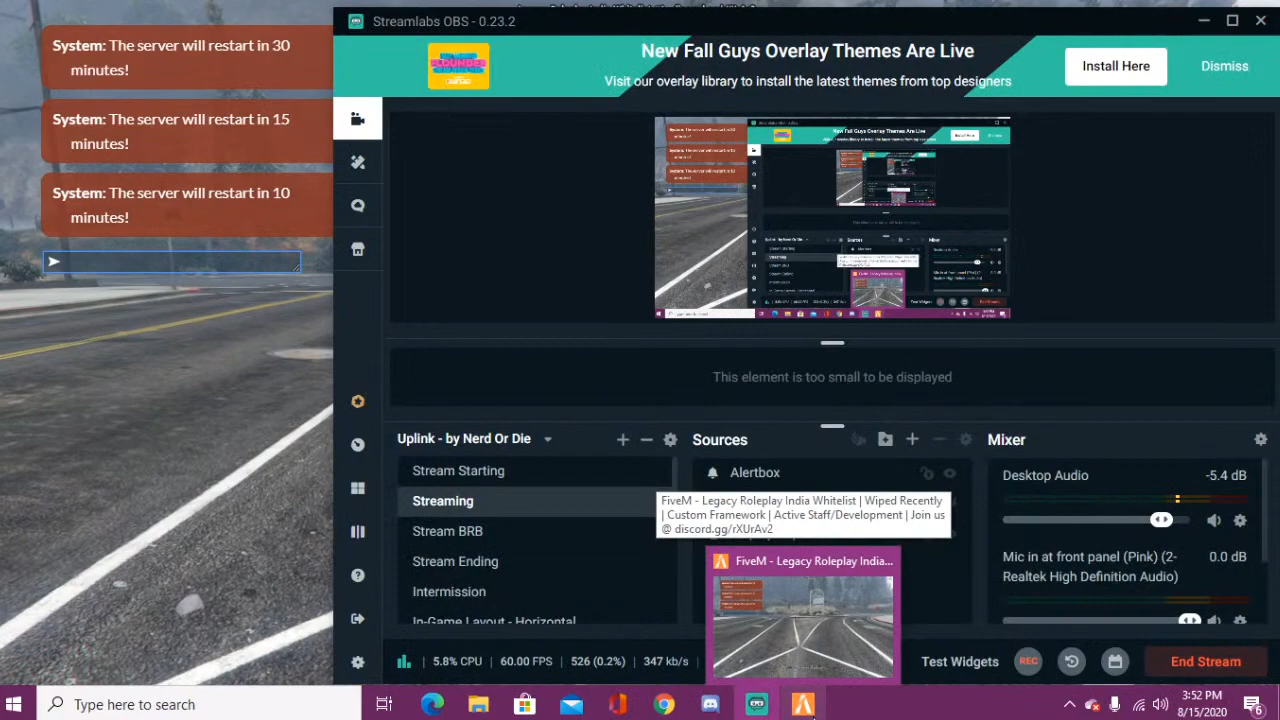 System: The server will restart in 30
minutes!
System: The server will restart in 15
minutes!
System: The server will restart in 10
minutes!
Streamlabs OBS - 0.23.2
New Fall Guys Overlay Themes Are Live
Visit our overlay library to install the latest themes from top designers
Install Here
Dismiss
This element is too small to be displayed
Uplink - by Nerd Or Die
Stream Starting
Streaming
Stream BRB
Stream Ending
Intermission
In-Game Layout - Horizontal
Sources
Alertbox
FiveM - Legacy Roleplay India Whitelist | Wiped Recently
| Custom Framework | Active Staff/Development | Join us
@ discord.gg/rXUrAv2
FiveM - Legacy Roleplay India...
Mixer
Desktop Audio
-5.4 dB
Mic in at front panel (Pink) (2-
Realtek High Definition Audio)
0.0 dB
5.8% CPU
60.00 FPS
526 (0.2%)
347 kb/s
Test Widgets
REC
End Stream
Type here to search
3:52 PM
8/15/2020
6